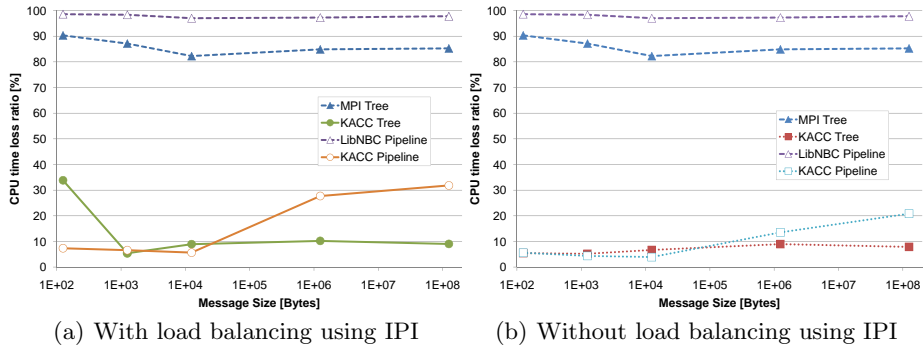 CPU time loss ratio [%]
100
90
80
70
60
50
40
30
20
10
0
MPI Tree
KACC Tree
LibNBC Pipeline
KACC Pipeline
1E+02 1E+03 1E+04 1E+05 1E+06 1E+07 1E+08
Message Size [Bytes]
(a) With load balancing using IPI
CPU time loss ratio [%]
100
90
80
70
60
50
40
30
20
10
0
MPI Tree
KACC Tree
LibNBC Pipeline
KACC Pipeline
1E+02 1E+03 1E+04 1E+05 1E+06 1E+07 1E+08
Message Size [Bytes]
(b) Without load balancing using IPI